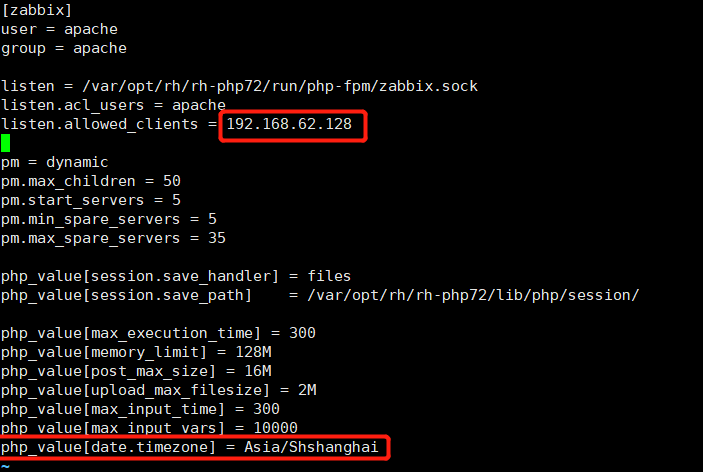 [zabbix]
user = apache
group = apache
listen = /var/opt/rh/rh-php72/run/php-fpm/zabbix.sock
listen.acl_users = apache
listen.allowed_clients = 192.168.62.128
pm = dynamic
pm.max_children = 50
pm.start_servers = 5
pm.min_spare_servers = 5
pm.max_spare_servers = 35
php_value[session.save_handler] = files
php_value[session.save_path]    = /var/opt/rh/rh-php72/lib/php/session/
php_value[max_execution_time] = 300
php_value[memory_limit] = 128M
php_value[post_max_size] = 16M
php_value[upload_max_filesize] = 2M
php_value[max_input_time] = 300
php_value[max_input_vars] = 10000
php_value[date.timezone] = Asia/Shshanghai
~